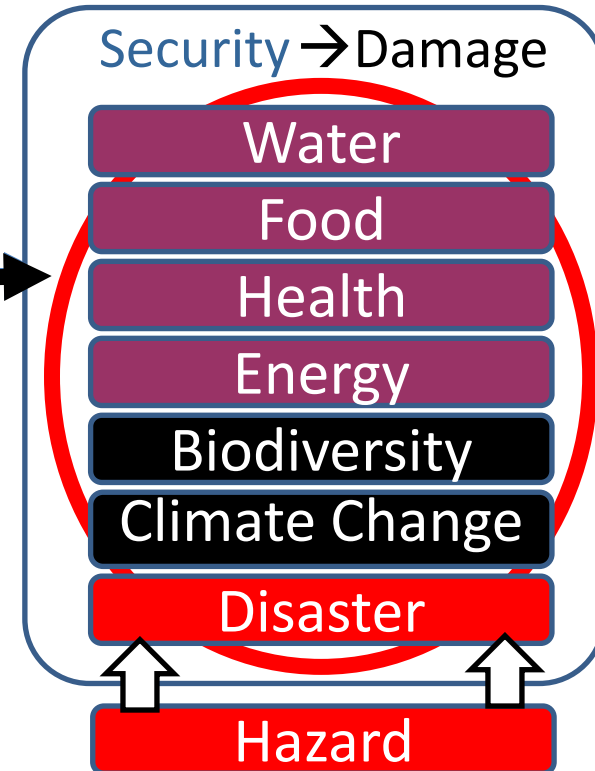 Security → Damage
Water
Food
Health
Energy
Biodiversity
Climate Change
Disaster
Hazard